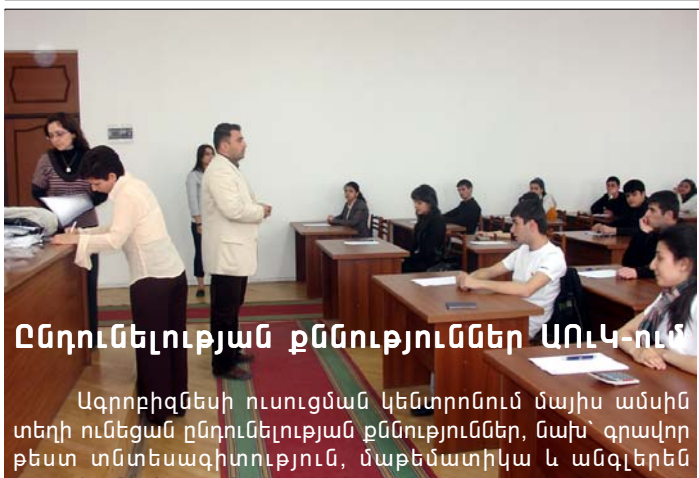 Ընդունելության քննություններ ԱՈւԿ-ում
Ագրոբիզնեսի ուսուցման կենտրոնում մայիս ամսին
տեղի ունեցան ընդունելության քննություններ, նախ՝ գրավոր
թեստ տնտեսագիտություն, մաթեմատիկա և անգլերեն